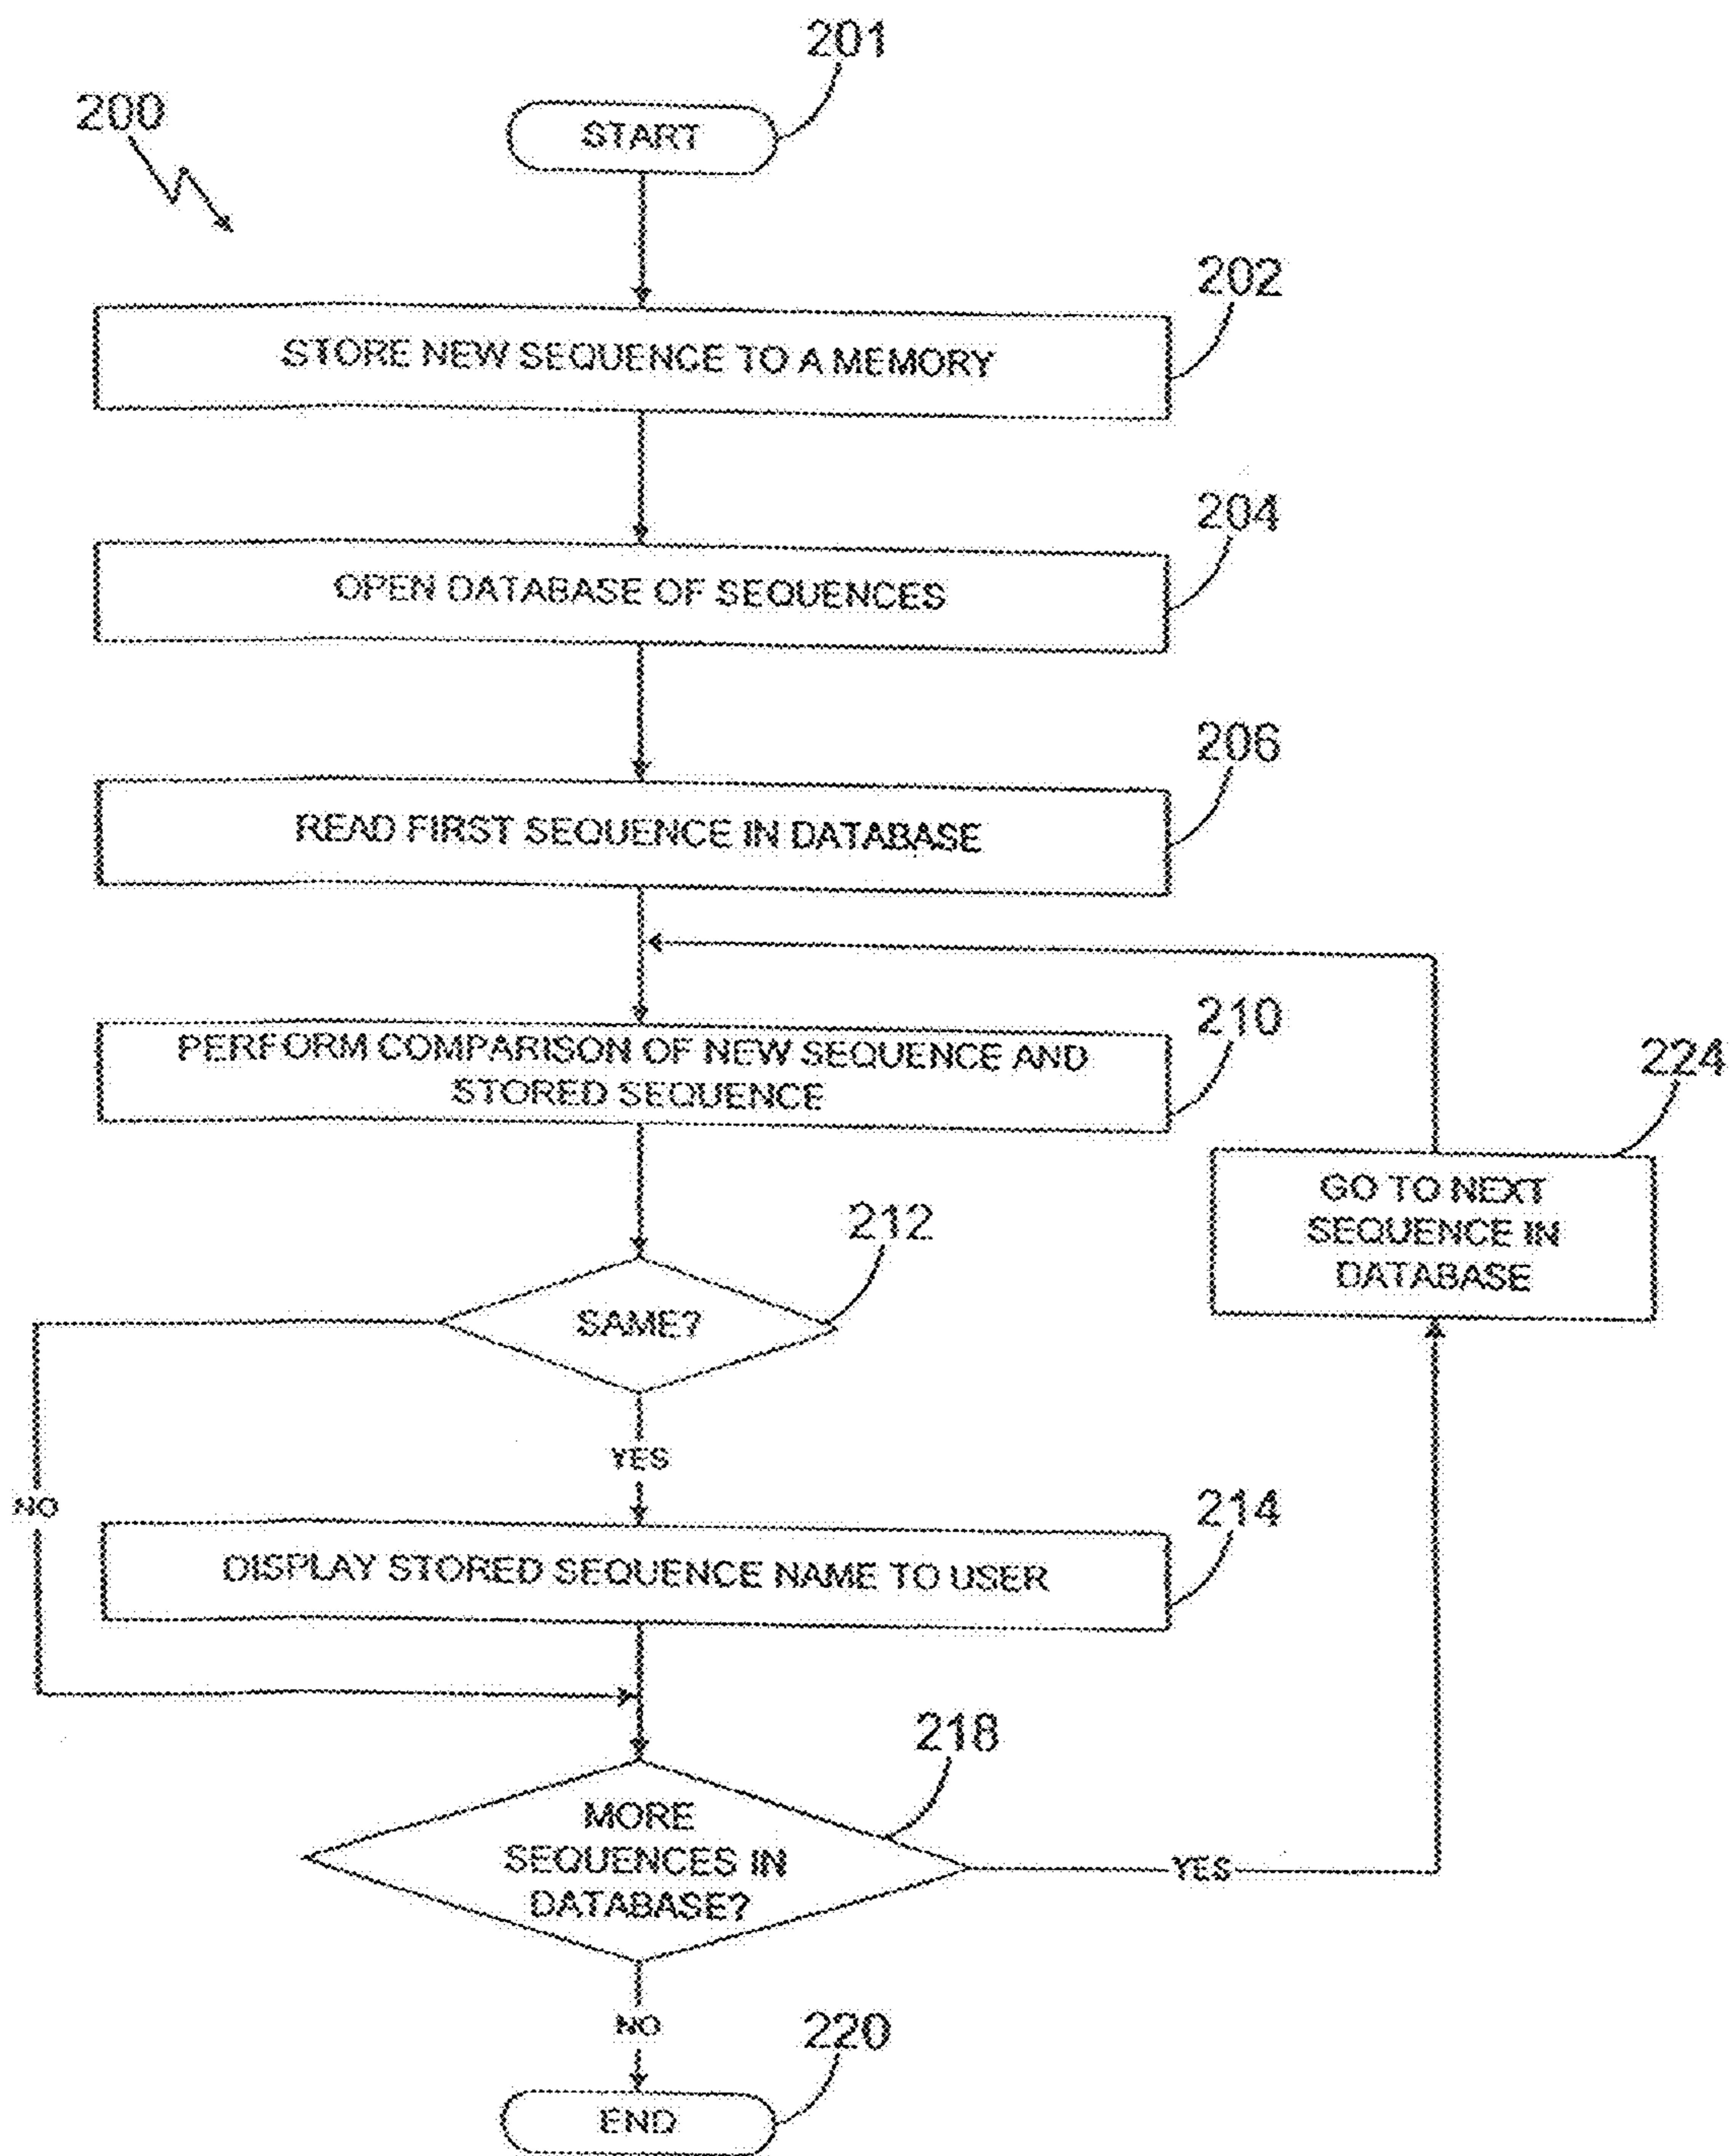 201
200
START
202
STORE NEW SEQUENCE TO A MEMORY
204
OPEN DATABASE OF SEQUENCES
206
READ FIRST SEQUENCE IN DATABASE
210
PERFORM COMPARISON OF NEW SEQUENCE AND
STORED SEQUENCE
224
GO TO NEXT
SEQUENCE IN
DATABASE
212
SAME?
YES
NO
214
DISPLAY STORED SEQUENCE NAME TO USER
218
MORE
SEQUENCES IN
DATABASE?
YES
NO
220
END